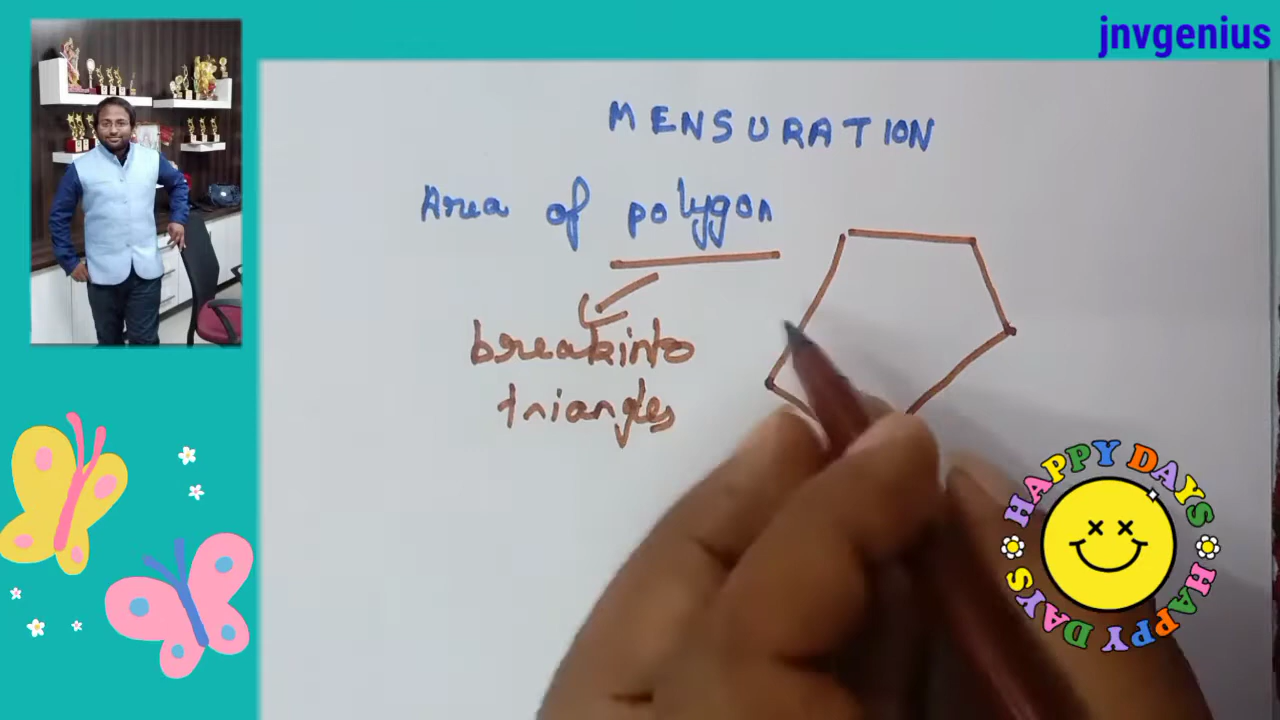 jnvgenius
MENSURATION
Area of polygon
break into
triangles
HAPPY DAYS
HAPPY DAYS